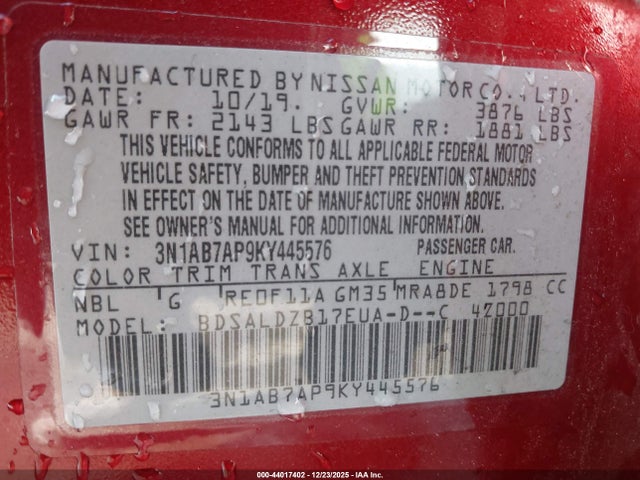 MANUFACTURED BY NISSAN MOTOR CO., LTD.
DATE: 10/19. GVWR: 3876 LBS
GAWR FR: 2143 LBS GAWR RR: 1881 LBS
THIS VEHICLE CONFORMS TO ALL APPLICABLE FEDERAL MOTOR
VEHICLE SAFETY, BUMPER AND THEFT PREVENTION STANDARDS
IN EFFECT ON THE DATE OF MANUFACTURE SHOWN ABOVE.
SEE OWNER'S MANUAL FOR ADDITIONAL INFORMATION.
VIN: 3N1AB7AP9KY445576 PASSENGER CAR.
COLOR TRIM TRANS AXLE ENGINE
NBL G RE0F11A GM35 MRA8DE 1798 CC
MODEL: BDSALDZB17EUA-D--C 4Z000
3N1AB7AP9KY445576
000-44017402 - 12/23/2025 - IAA, Inc.